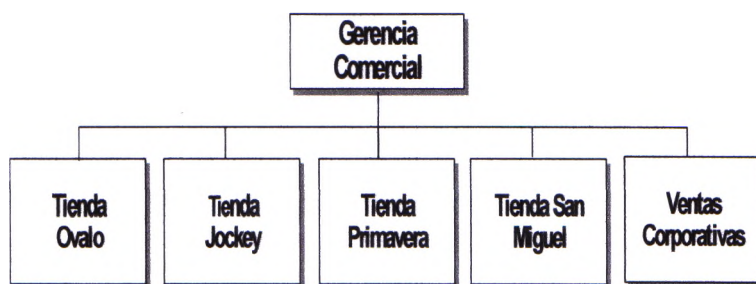 Gerencia
Comercial
Tienda
Ovalo
Tienda
Jockey
Tienda
Primavera
Tienda San
Miguel
Ventas
Corporativas